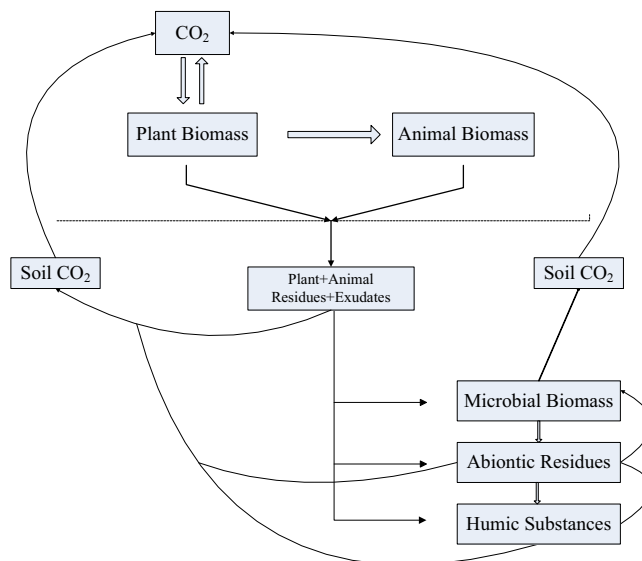 CO₂
Plant Biomass
Animal Biomass
Soil CO₂
Plant+Animal
Residues+Exudates
Soil CO₂
Microbial Biomass
Abiontic Residues
Humic Substances